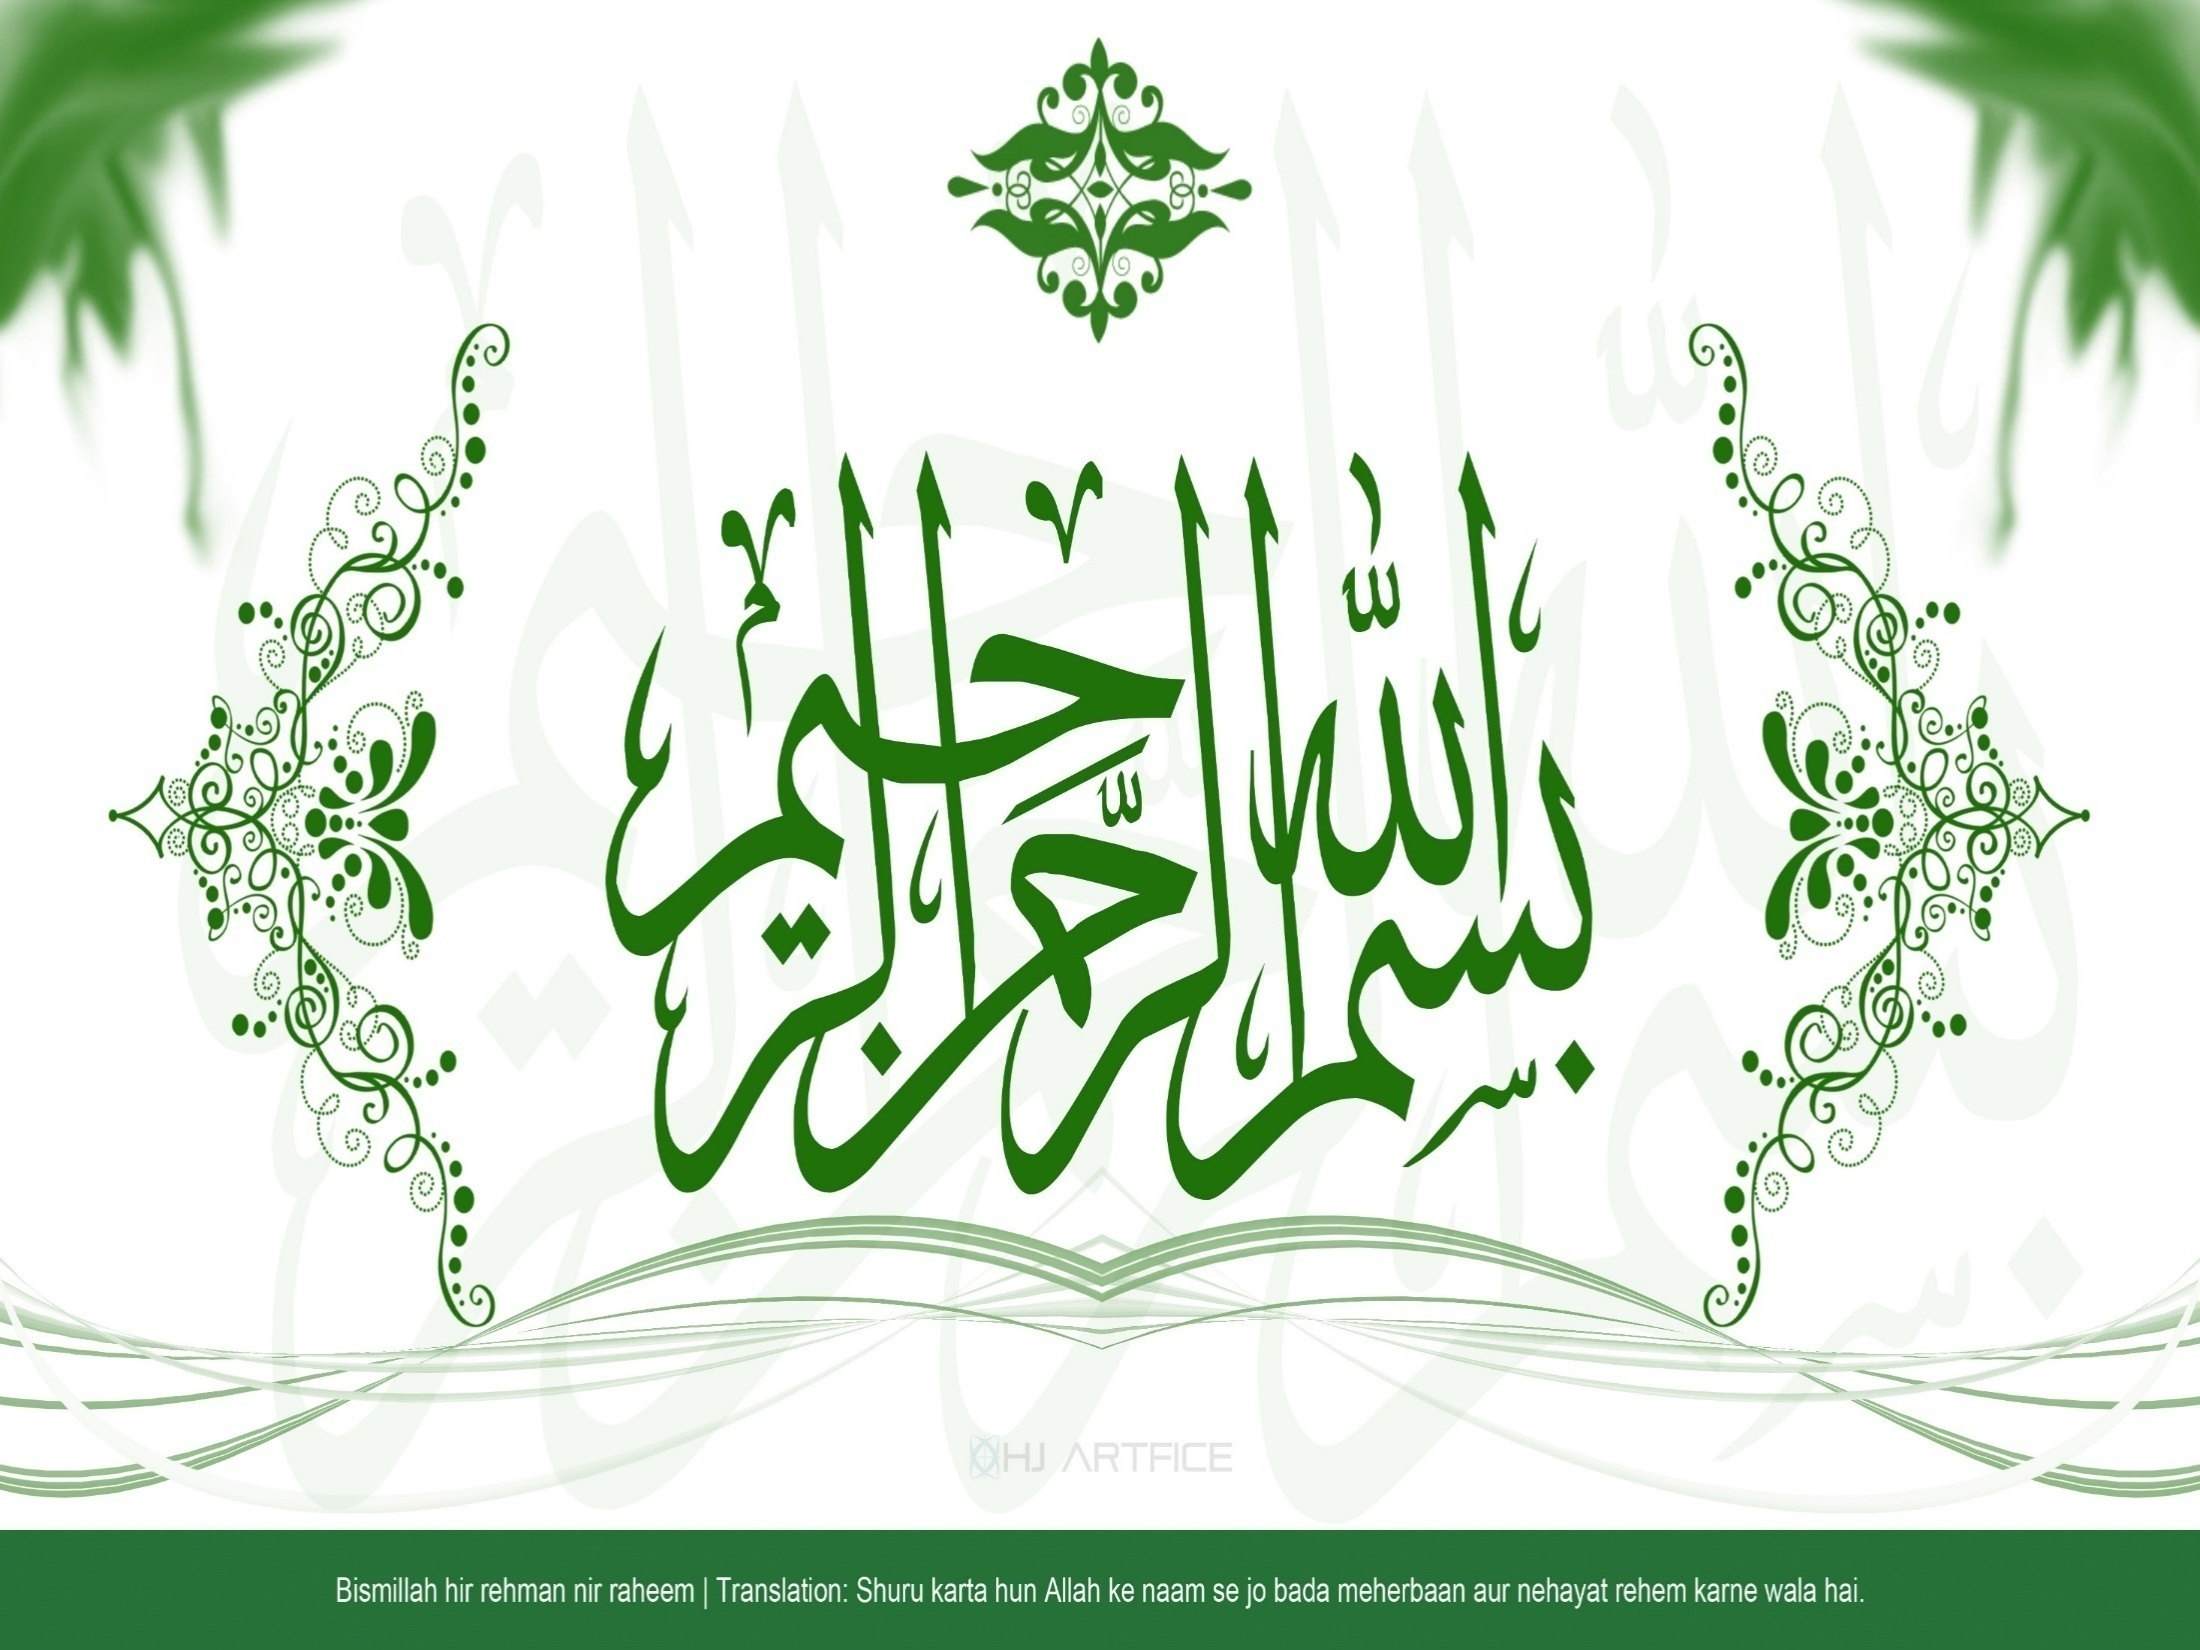 بسم الله الرحمن الرحيم
HJ ARTFICE
Bismillah hir rehman nir raheem | Translation: Shuru karta hun Allah ke naam se jo bada meherbaan aur nehayat rehem karne wala hai.